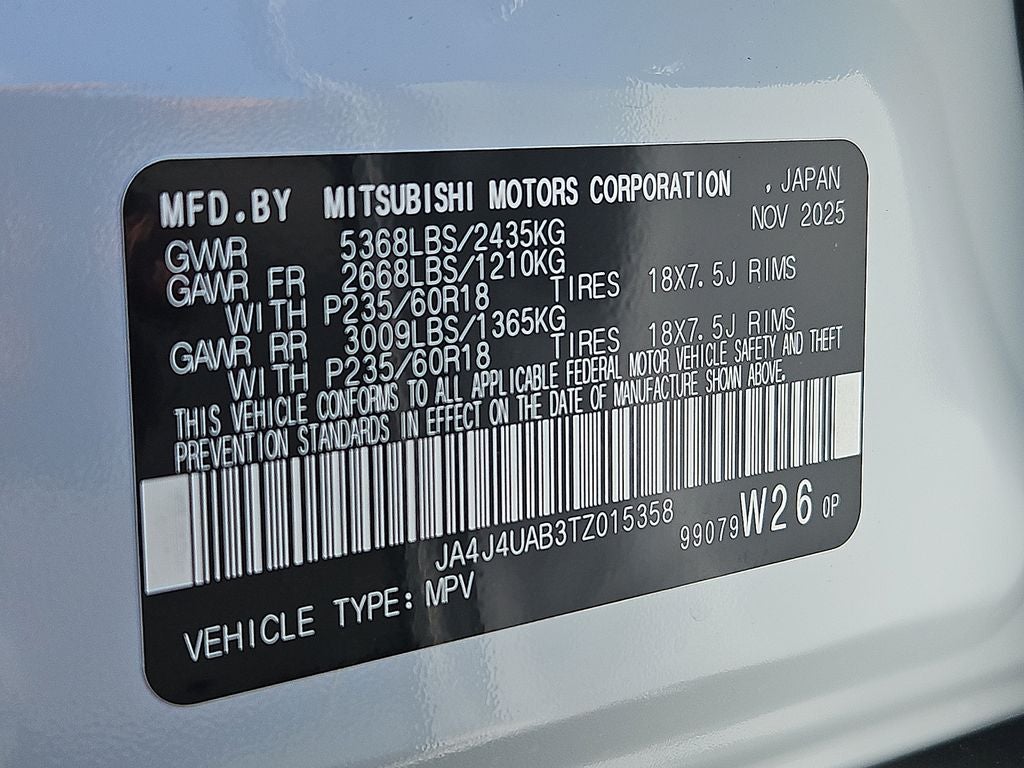 MFD.BY MITSUBISHI MOTORS CORPORATION . JAPAN
NOV 2025
GVWR 5368LBS/2435KG
GAWR FR 2668LBS/1210KG
WITH P235/60R18 TIRES 18X7.5J RIMS
GAWR RR 3009LBS/1365KG
WITH P235/60R18 TIRES 18X7.5J RIMS
THIS VEHICLE CONFORMS TO ALL APPLICABLE FEDERAL MOTOR VEHICLE SAFETY AND THEFT
PREVENTION STANDARDS IN EFFECT ON THE DATE OF MANUFACTURE SHOWN ABOVE.
JA4J4UAB3TZ015358 99079 W26 0P
VEHICLE TYPE: MPV